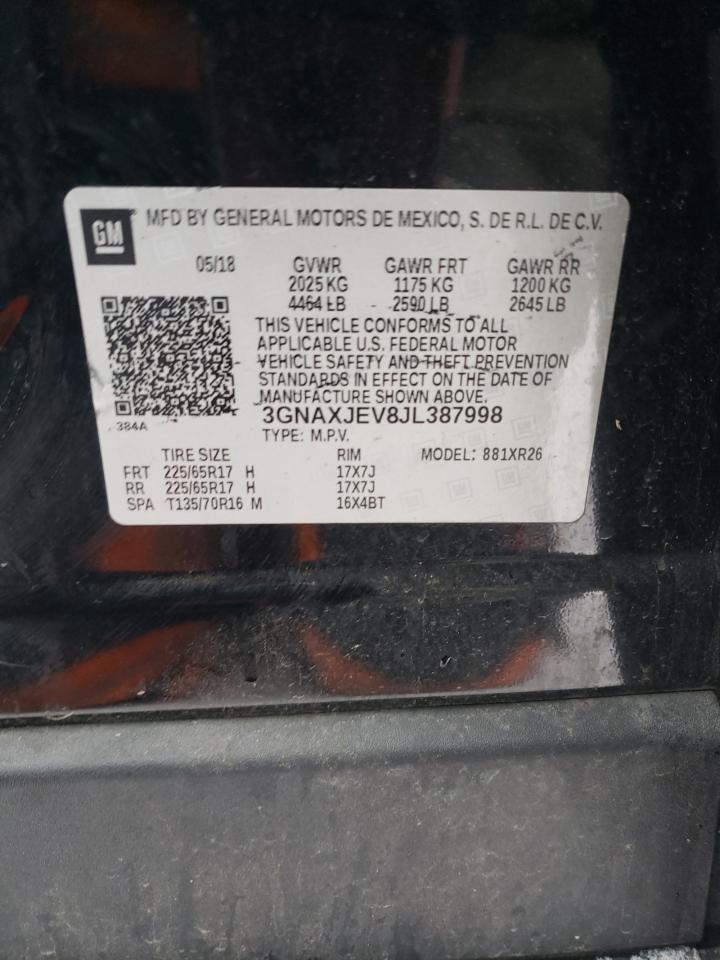 GM MFD BY GENERAL MOTORS DE MEXICO, S. DE R.L. DE C.V.
05/18 GVWR GAWR FRT GAWR RR
2025 KG 1175 KG 1200 KG
4464 LB 2590 LB 2645 LB
THIS VEHICLE CONFORMS TO ALL
APPLICABLE U.S. FEDERAL MOTOR
VEHICLE SAFETY AND THEFT PREVENTION
STANDARDS IN EFFECT ON THE DATE OF
MANUFACTURE SHOWN ABOVE.
384A 3GNAXJEV8JL387998
TYPE: M.P.V.
TIRE SIZE RIM MODEL: 881XR26
FRT 225/65R17 H 17X7J
RR 225/65R17 H 17X7J
SPA T135/70R16 M 16X4BT